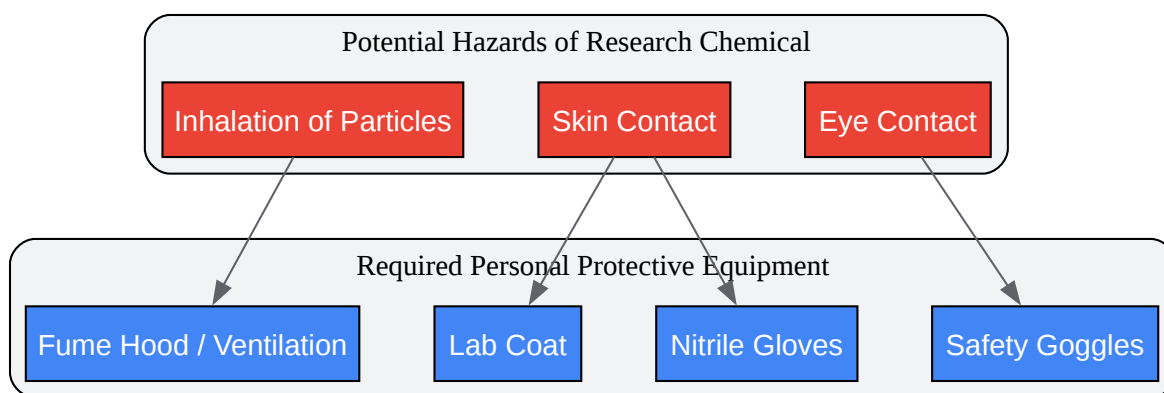 Potential Hazards of Research Chemical
Inhalation of Particles
Skin Contact
Eye Contact
Required Personal Protective Equipment
Fume Hood / Ventilation
Lab Coat
Nitrile Gloves
Safety Goggles